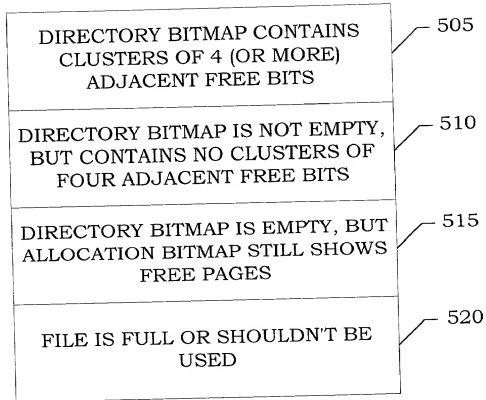 DIRECTORY BITMAP CONTAINS
CLUSTERS OF 4 (OR MORE)
ADJACENT FREE BITS
505
DIRECTORY BITMAP IS NOT EMPTY,
BUT CONTAINS NO CLUSTERS OF
FOUR ADJACENT FREE BITS
510
DIRECTORY BITMAP IS EMPTY, BUT
ALLOCATION BITMAP STILL SHOWS
FREE PAGES
515
FILE IS FULL OR SHOULDN'T BE
USED
520